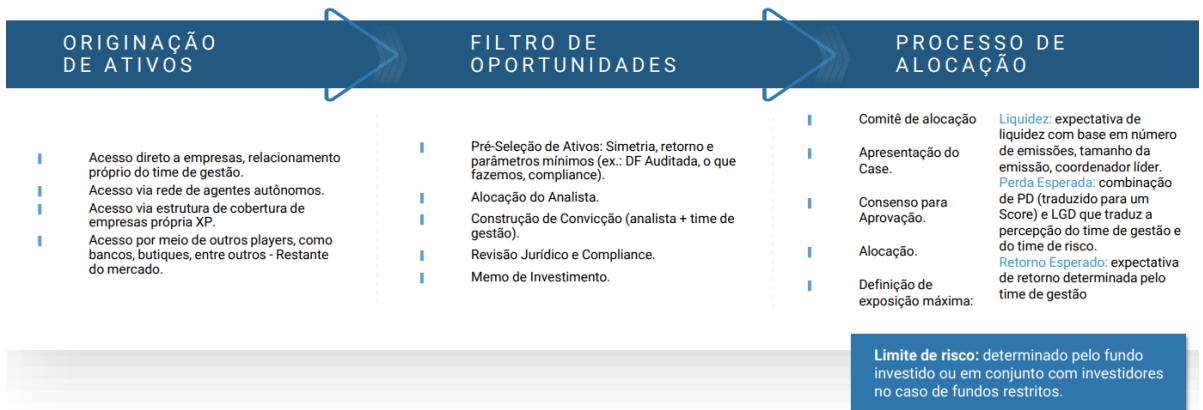 ORIGINAÇÃO
DE ATIVOS
Acesso direto a empresas, relacionamento
próprio do time de gestão.
Acesso via rede de agentes autônomos.
Acesso via estrutura de cobertura de
empresas própria XP.
Acesso por meio de outros players, como
bancos, butiques, entre outros - Restante
do mercado.
FILTRO DE
OPORTUNIDADES
Pré-Seleção de Ativos: Simetria, retorno e
parâmetros mínimos (ex.: DF Auditada, o que
fazemos, compliance).
Alocação do Analista.
Construção de Convicção (analista + time de
gestão).
Revisão Jurídico e Compliance.
Memo de Investimento.
PROCESSO DE
ALOCAÇÃO
Comitê de alocação
Apresentação do
Case.
Consenso para
Aprovação.
Alocação.
Definição de
exposição máxima:
Liquidez: expectativa de
liquidez com base em número
de emissões, tamanho da
emissão, coordenador líder.
Perda Esperada: combinação
de PD (traduzido para um
Score) e LGD que traduz a
percepção do time de gestão e
do time de risco.
Retorno Esperado: expectativa
de retorno determinada pelo
time de gestão
Limite de risco: determinado pelo fundo
investido ou em conjunto com investidores
no caso de fundos restritos.